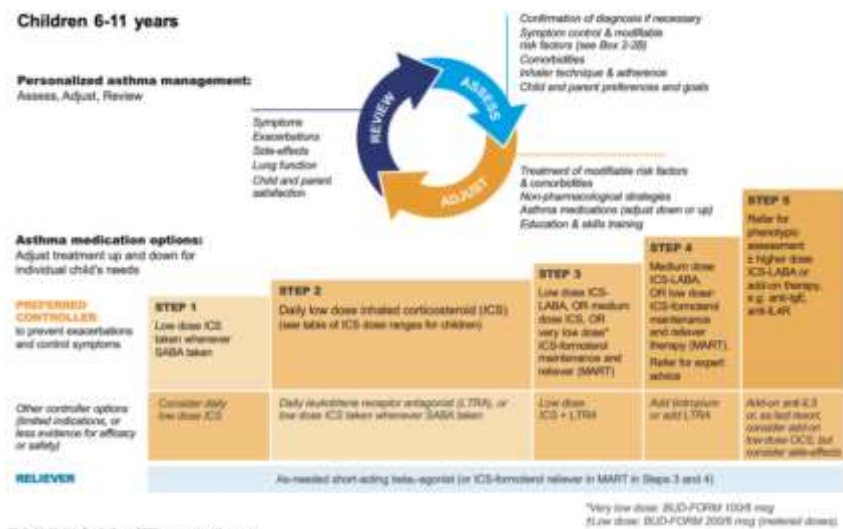 Children 6-11 years
Confirmation of diagnosis if necessary
Symptom control & modifiable
risk factors (see Box 2-2B)
Comorbidities
Inhaler technique & adherence
Child and parent preferences and goals
Personalized asthma management:
Assess, Adjust, Review
ASSESS
REVIEW
ADJUST
Symptoms
Exacerbations
Side-effects
Lung function
Child and parent
satisfaction
Treatment of modifiable risk factors
& comorbidities
Non-pharmacological strategies
Asthma medications (adjust down or up)
Education & skills training
Asthma medication options:
Adjust treatment up and down for
individual child's needs
PREFERRED
CONTROLLER
to prevent exacerbations
and control symptoms
STEP 1
Low dose ICS
taken whenever
SABA taken
STEP 2
Daily low dose inhaled corticosteroid (ICS)
(see table of ICS dose ranges for children)
STEP 3
Low dose ICS-
LABA, OR medium
dose ICS, OR
very low dose*
ICS-formoterol
maintenance and
reliever (MART)
STEP 4
Medium dose
ICS-LABA,
OR low dose†
ICS-formoterol
maintenance
and reliever
therapy (MART).
Refer for expert
advice
STEP 5
Refer for
phenotypic
assessment
± higher dose
ICS-LABA or
add-on therapy,
e.g. anti-IgE,
anti-IL4R
Other controller options
(limited indications, or
less evidence for efficacy
or safety)
Consider daily
low dose ICS
Daily leukotriene receptor antagonist (LTRA), or
low dose ICS taken whenever SABA taken
Low dose
ICS + LTRA
Add tiotropium
or add LTRA
Add-on anti-IL5
or, as last resort,
consider add-on
low dose OCS, but
consider side-effects
RELIEVER
As-needed short-acting beta₂-agonist (or ICS-formoterol reliever in MART in Steps 3 and 4)
*Very low dose: BUD-FORM 100/6 mcg
†Low dose: BUD-FORM 200/6 mcg (metered doses).